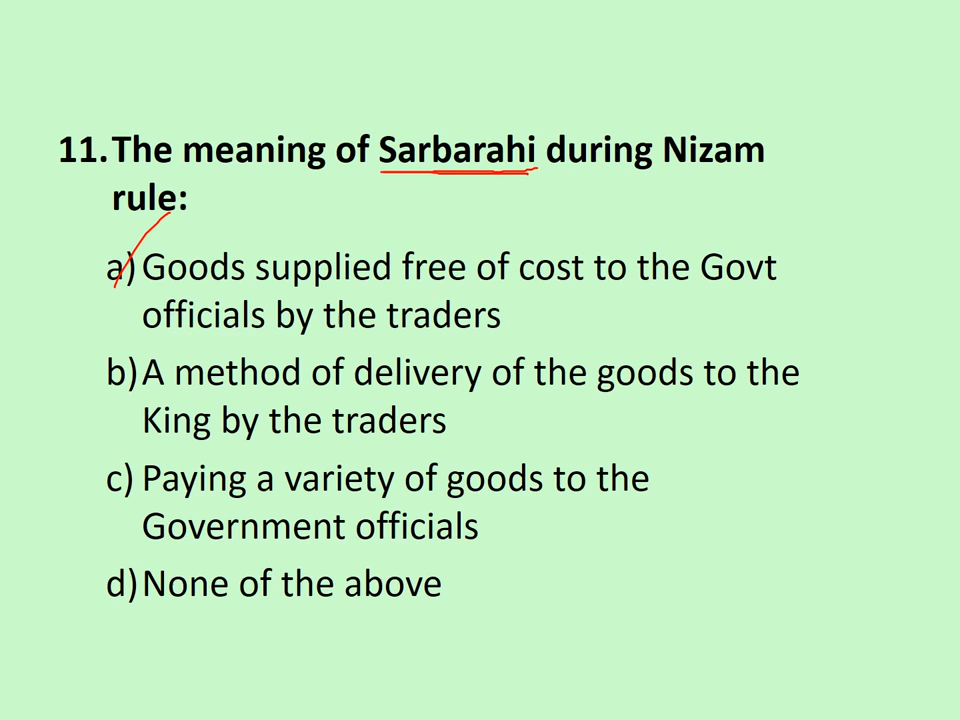 11. The meaning of Sarbarahi during Nizam
rule:
a) Goods supplied free of cost to the Govt
officials by the traders
b) A method of delivery of the goods to the
King by the traders
c) Paying a variety of goods to the
Government officials
d) None of the above